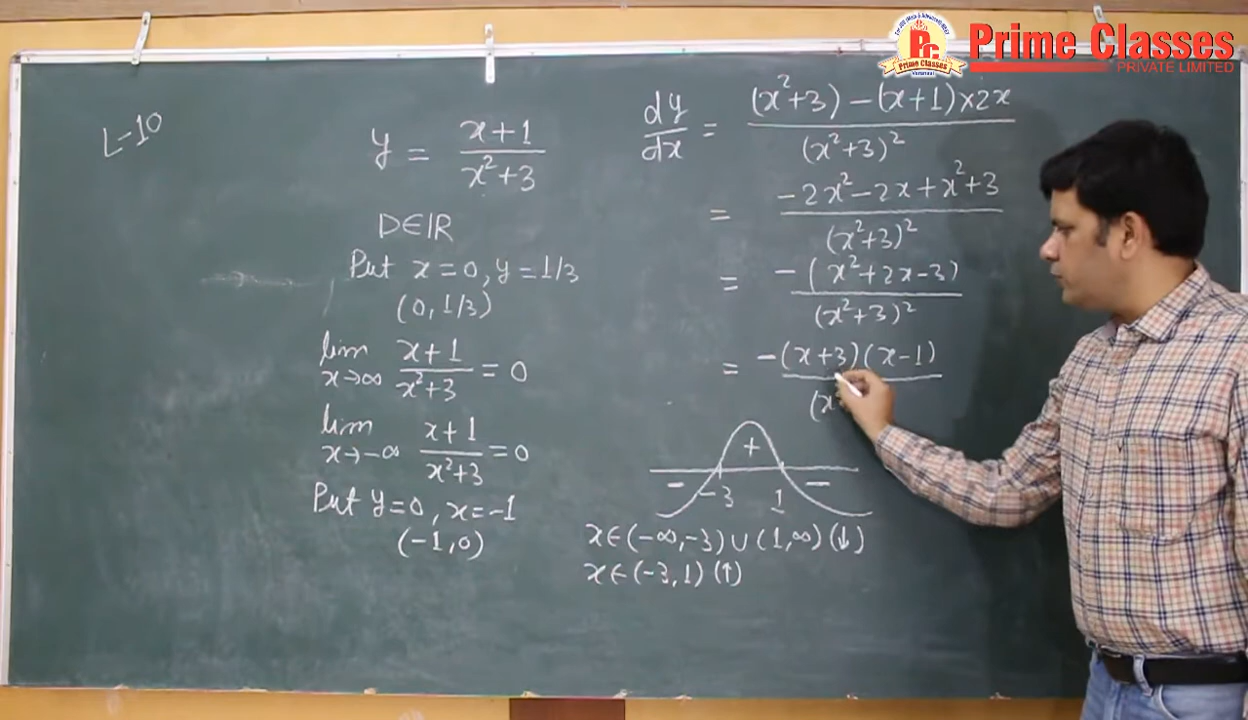 Prime Classes
PRIVATE LIMITED
Prime Classes
L-10
y = x+1 / x²+3
D∈ℝ
Put x=0, y=1/3
(0, 1/3)
lim x→∞ x+1 / x²+3 = 0
lim x→-∞ x+1 / x²+3 = 0
Put y=0, x=-1
(-1, 0)
dy/dx = (x²+3) - (x+1)×2x / (x²+3)²
= -2x²-2x+x²+3 / (x²+3)²
= -(x²+2x-3) / (x²+3)²
= -(x+3)(x-1) / (x
- + -
-3 1
x∈(-∞,-3)∪(1,∞)(↓)
x∈(-3,1)(↑)